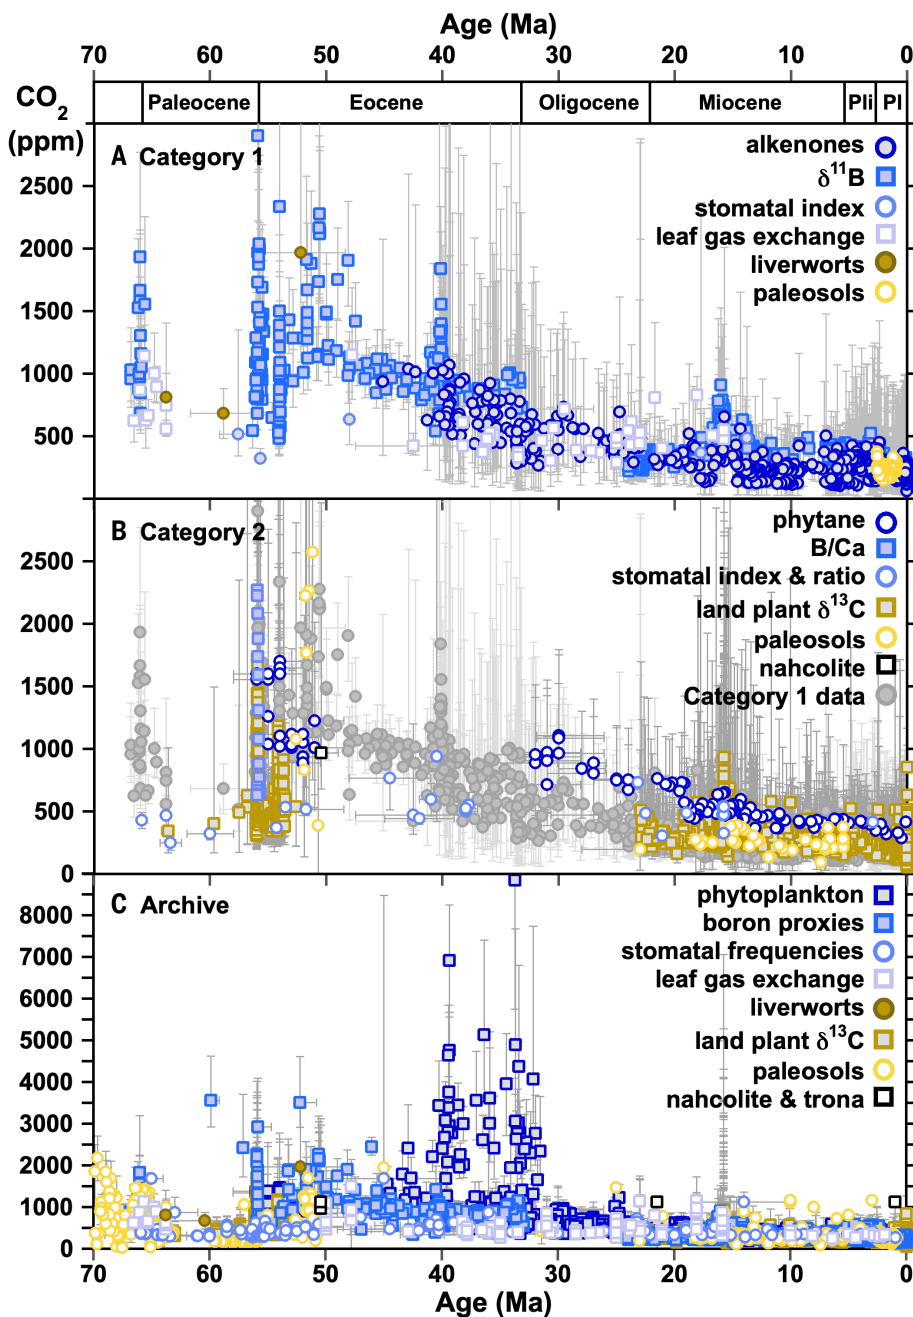 Age (Ma)
70 60 50 40 30 20 10 0
CO2
(ppm)
Paleocene Eocene Oligocene Miocene Pli Pl
A Category 1
alkenones
δ11B
stomatal index
leaf gas exchange
liverworts
paleosols
2500
2000
1500
1000
500
B Category 2
phytane
B/Ca
stomatal index & ratio
land plant δ13C
paleosols
nahcolite
Category 1 data
2500
2000
1500
1000
500
0
C Archive
phytoplankton
boron proxies
stomatal frequencies
leaf gas exchange
liverworts
land plant δ13C
paleosols
nahcolite & trona
8000
7000
6000
5000
4000
3000
2000
1000
0
70 60 50 40 30 20 10 0
Age (Ma)